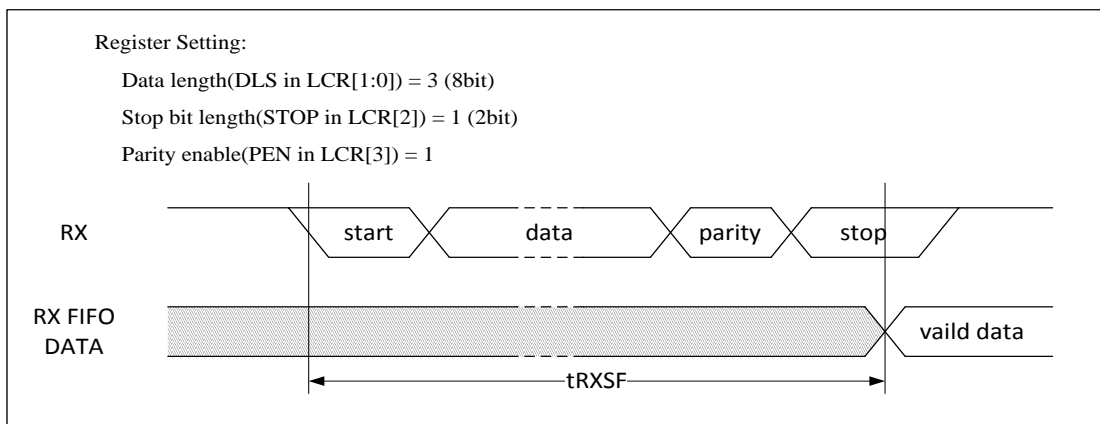 Register Setting:
Data length(DLS in LCR[1:0]) = 3 (8bit)
Stop bit length(STOP in LCR[2]) = 1 (2bit)
Parity enable(PEN in LCR[3]) = 1
RX start data parity stop
RX FIFO
DATA
vaild data
tRXSF